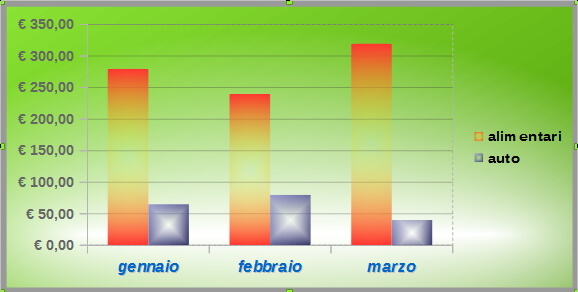 € 350,00
€ 300,00
€ 250,00
€ 200,00
€ 150,00
€ 100,00
€ 50,00
€ 0,00
gennaio febbraio marzo
alimentari
auto